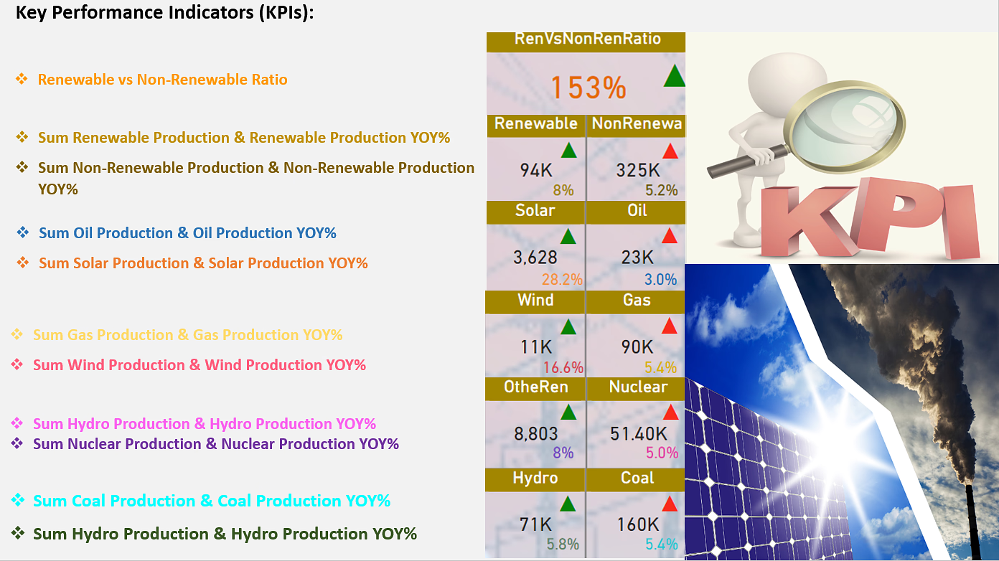 Key Performance Indicators (KPIs):
Renewable vs Non-Renewable Ratio
Sum Renewable Production & Renewable Production YOY%
Sum Non-Renewable Production & Non-Renewable Production
YOY%
Sum Oil Production & Oil Production YOY%
Sum Solar Production & Solar Production YOY%
Sum Gas Production & Gas Production YOY%
Sum Wind Production & Wind Production YOY%
Sum Hydro Production & Hydro Production YOY%
Sum Nuclear Production & Nuclear Production YOY%
Sum Coal Production & Coal Production YOY%
Sum Hydro Production & Hydro Production YOY%
RenVsNonRenRatio
153%
Renewable NonRenewa
94K 325K
8% 5.2%
Solar Oil
3,628 23K
28.2% 3.0%
Wind Gas
11K 90K
16.6% 5.4%
OtheRen Nuclear
8,803 51.40K
8% 5.0%
Hydro Coal
71K 160K
5.8% 5.4%
KPI